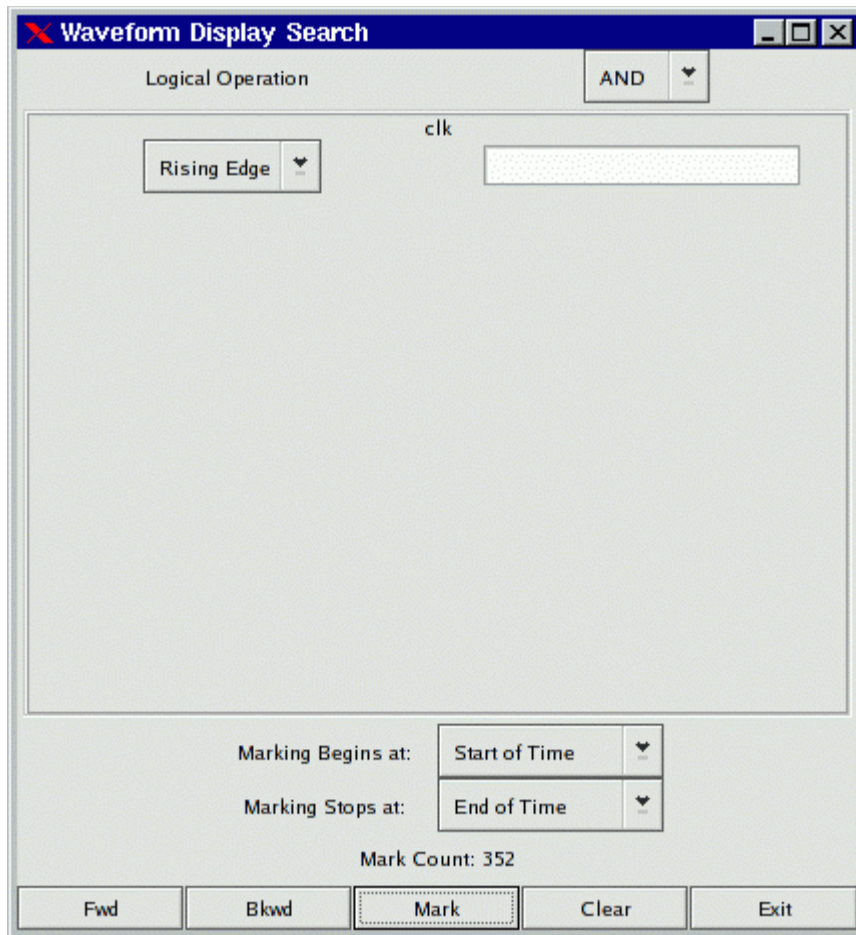 Waveform Display Search
Logical Operation AND
clk
Rising Edge
Marking Begins at: Start of Time
Marking Stops at: End of Time
Mark Count: 352
Fwd Bkwd Mark Clear Exit